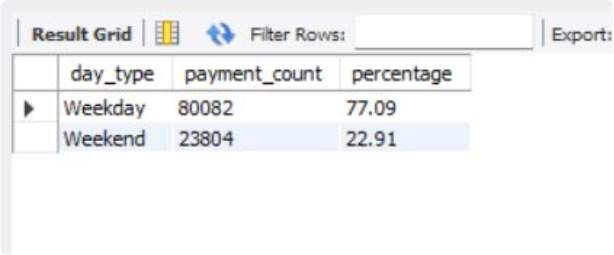 Result Grid Filter Rows: Export:
day_type payment_count percentage
Weekday 80082 77.09
Weekend 23804 22.91